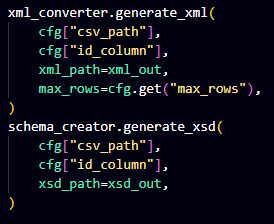 xml_converter.generate_xml(
    cfg["csv_path"],
    cfg["id_column"],
    xml_path=xml_out,
    max_rows=cfg.get("max_rows"),
)
schema_creator.generate_xsd(
    cfg["csv_path"],
    cfg["id_column"],
    xsd_path=xsd_out,
)